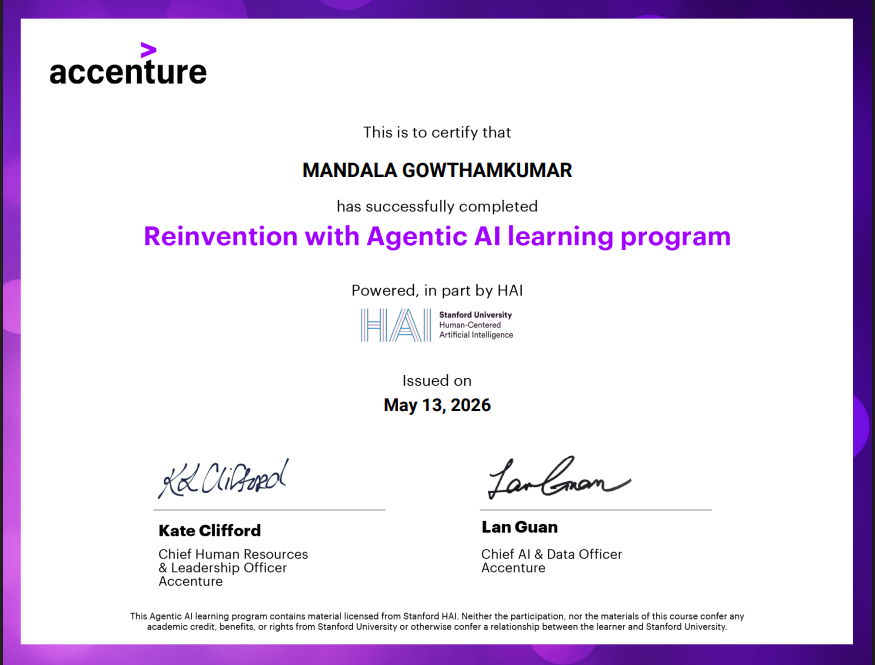 accenture
This is to certify that
MANDALA GOWTHAMKUMAR
has successfully completed
Reinvention with Agentic AI learning program
Powered, in part by HAI
HAI
Stanford University
Human-Centered
Artificial Intelligence
Issued on
May 13, 2026
Kate Clifford
Chief Human Resources
& Leadership Officer
Accenture
Lan Guan
Chief AI & Data Officer
Accenture
This Agentic AI learning program contains material licensed from Stanford HAI. Neither the participation, nor the materials of this course confer any
academic credit, benefits, or rights from Stanford University or otherwise confer a relationship between the learner and Stanford University.